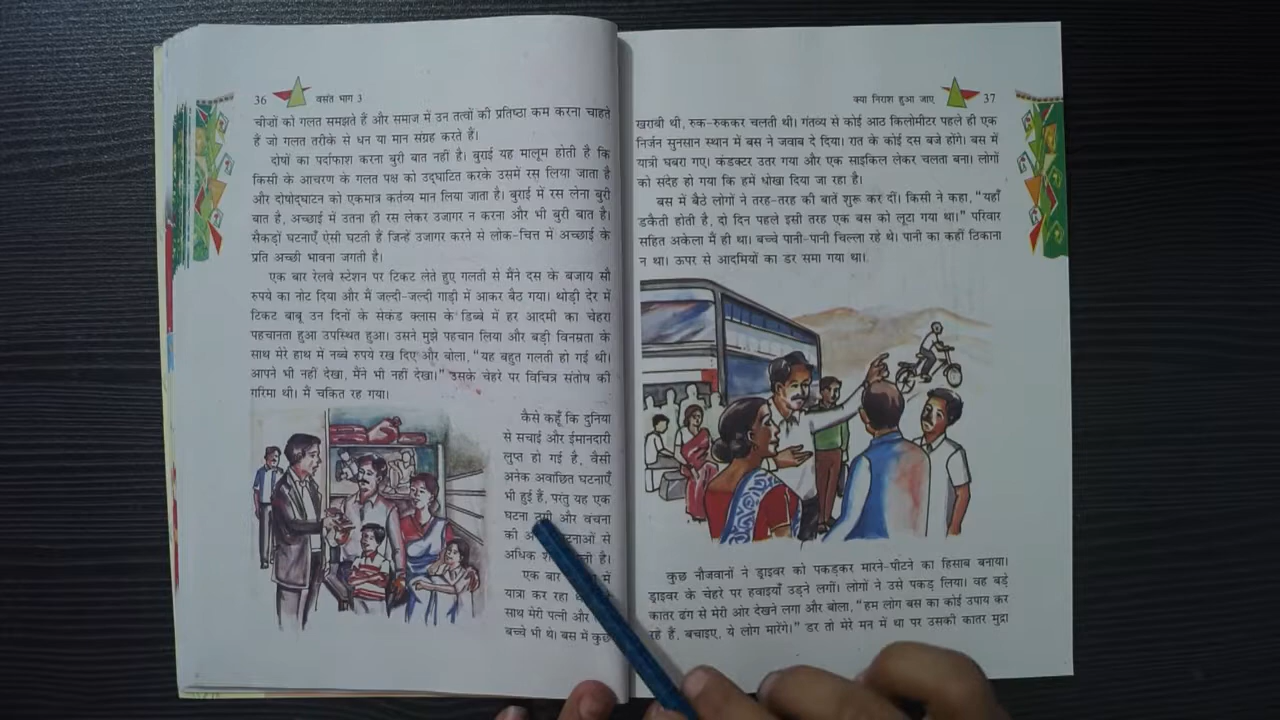 36 वसंत भाग 3
चीजों को गलत समझते हैं और समाज में उन तत्वों की प्रतिष्ठा कम करना चाहते
हैं जो गलत तरीके से धन या मान संग्रह करते हैं।
दोषों का पर्दाफ़ाश करना बुरी बात नहीं है। बुराई यह मालूम होती है कि
किसी के आचरण के गलत पक्ष को उद्घाटित करके उसमें रस लिया जाता है
और दोषोद्घाटन को एकमात्र कर्तव्य मान लिया जाता है। बुराई में रस लेना बुरी
बात है, अच्छाई में उतना ही रस लेकर उजागर न करना और भी बुरी बात है।
सैकड़ों घटनाएँ ऐसी घटती हैं जिन्हें उजागर करने से लोक-चित्त में अच्छाई के
प्रति अच्छी भावना जगती है।
एक बार रेलवे स्टेशन पर टिकट लेते हुए गलती से मैंने दस के बजाय सौ
रुपये का नोट दिया और मैं जल्दी-जल्दी गाड़ी में आकर बैठ गया। थोड़ी देर में
टिकट बाबू उन दिनों के सेकंड क्लास के डिब्बे में हर आदमी का चेहरा
पहचानता हुआ उपस्थित हुआ। उसने मुझे पहचान लिया और बड़ी विनम्रता के
साथ मेरे हाथ में नब्बे रुपये रख दिए और बोला, "यह बहुत गलती हो गई थी।
आपने भी नहीं देखा, मैंने भी नहीं देखा।" उसके चेहरे पर विचित्र संतोष की
गरिमा थी। मैं चकित रह गया।
कैसे कहूँ कि दुनिया
से सचाई और ईमानदारी
लुप्त हो गई है, वैसी
अनेक अवांछित घटनाएँ
भी हुई हैं, परंतु यह एक
घटना ठगी और वंचना
की घटनाओं से
अधिक है।
एक बार में
यात्रा कर रहा
साथ मेरी पत्नी और
बच्चे भी थे। बस में कुछ
क्या निराश हुआ जाए 37
खराबी थी, रुक-रुककर चलती थी। गंतव्य से कोई आठ किलोमीटर पहले ही एक
निर्जन सुनसान स्थान में बस ने जवाब दे दिया। रात के कोई दस बजे होंगे। बस में
यात्री घबरा गए। कंडक्टर उतर गया और एक साइकिल लेकर चलता बना। लोगों
को संदेह हो गया कि हमें धोखा दिया जा रहा है।
बस में बैठे लोगों ने तरह-तरह की बातें शुरू कर दीं। किसी ने कहा, "यहाँ
डकैती होती है, दो दिन पहले इसी तरह एक बस को लूटा गया था।" परिवार
सहित अकेला मैं ही था। बच्चे पानी-पानी चिल्ला रहे थे। पानी का कहीं ठिकाना
न था। ऊपर से आदमियों का डर समा गया था।
कुछ नौजवानों ने ड्राइवर को पकड़कर मारने-पीटने का हिसाब बनाया।
ड्राइवर के चेहरे पर हवाइयाँ उड़ने लगीं। लोगों ने उसे पकड़ लिया। वह बड़े
कातर ढंग से मेरी ओर देखने लगा और बोला, "हम लोग बस का कोई उपाय कर
रहे हैं, बचाइए, ये लोग मारेंगे।" डर तो मेरे मन में था पर उसकी कातर मुद्रा